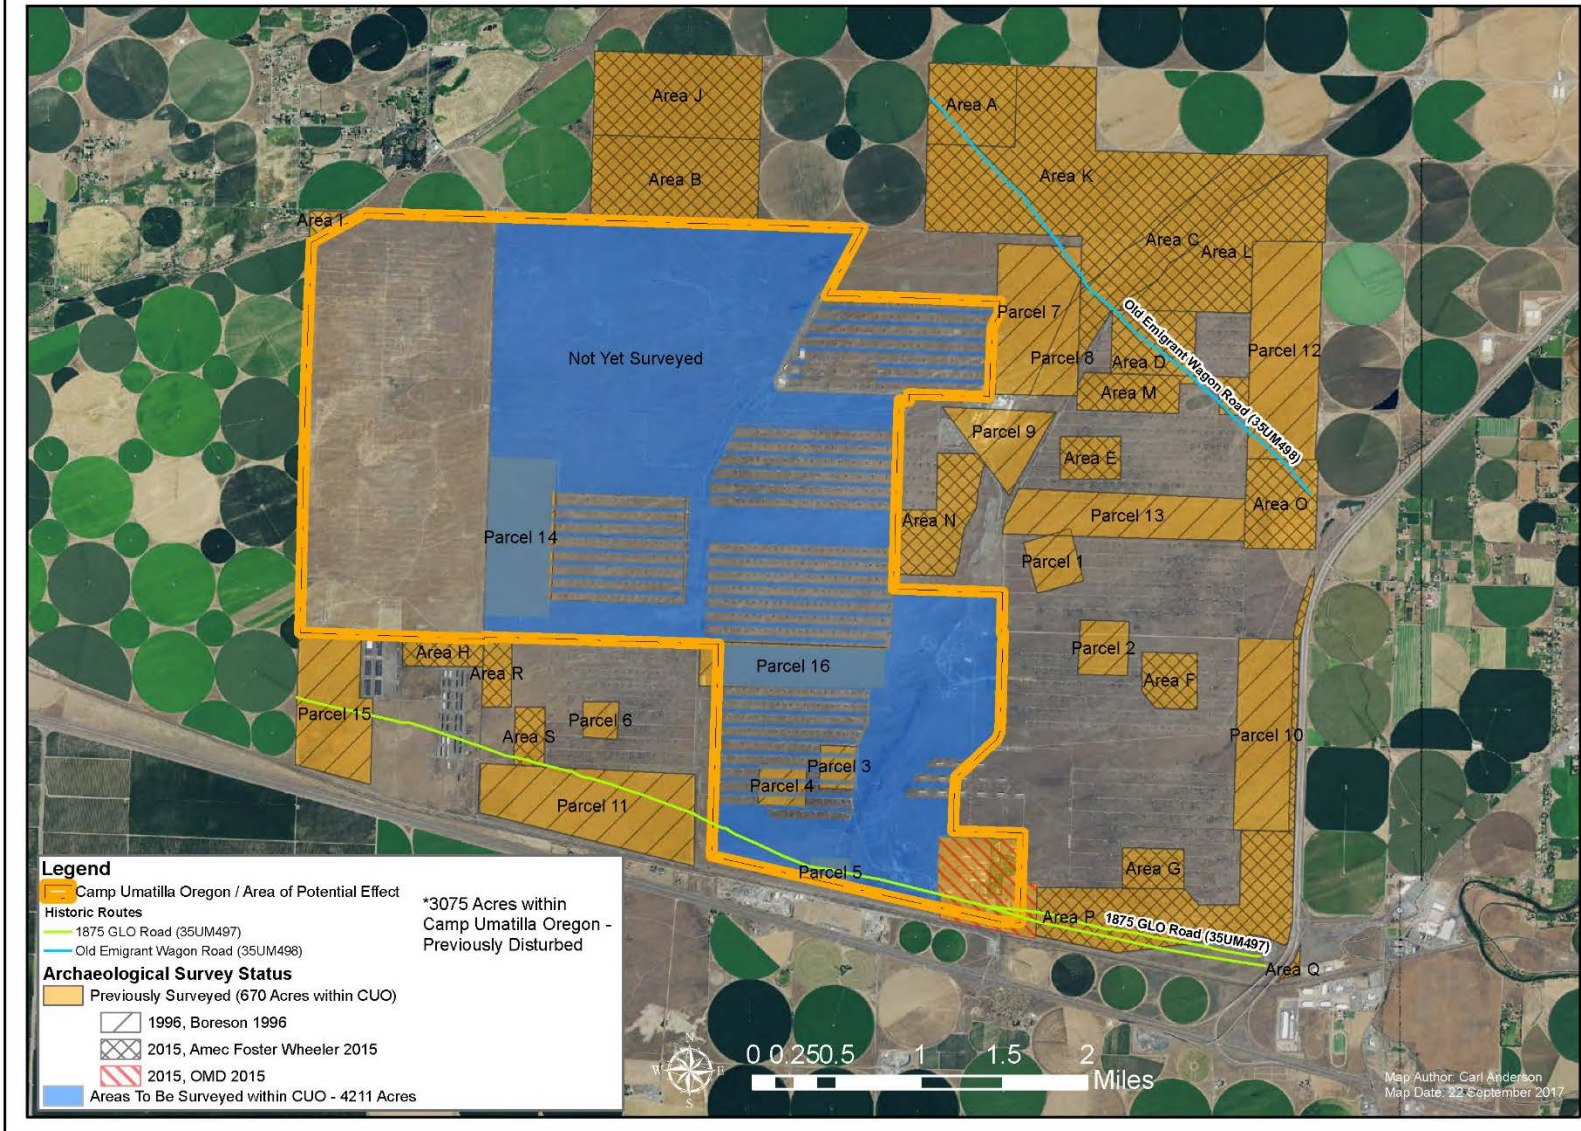 Area J
Area A
Area B
Area K
Area I
Area C
Area L
Parcel 7
Old Emigrant Wagon Road (35UM498)
Not Yet Surveyed
Parcel 8
Area D
Parcel 12
Area M
Parcel 9
Area E
Area N
Parcel 13
Area O
Parcel 14
Parcel 1
Area H
Area R
Parcel 16
Parcel 2
Area F
Parcel 15
Area S
Parcel 6
Parcel 10
Parcel 3
Parcel 4
Parcel 11
Parcel 5
Area G
Area P
1875 GLO Road (35UM497)
Area Q
Legend
Camp Umatilla Oregon / Area of Potential Effect
Historic Routes
1875 GLO Road (35UM497)
Old Emigrant Wagon Road (35UM498)
Archaeological Survey Status
Previously Surveyed (670 Acres within CUO)
1996, Boreson 1996
2015, Amec Foster Wheeler 2015
2015, OMD 2015
Areas To Be Surveyed within CUO - 4211 Acres
*3075 Acres within
Camp Umatilla Oregon -
Previously Disturbed
N
W E
S
0 0.25 0.5 1 1.5 2
Miles
Map Author: Carl Anderson
Map Date: 22 September 2017